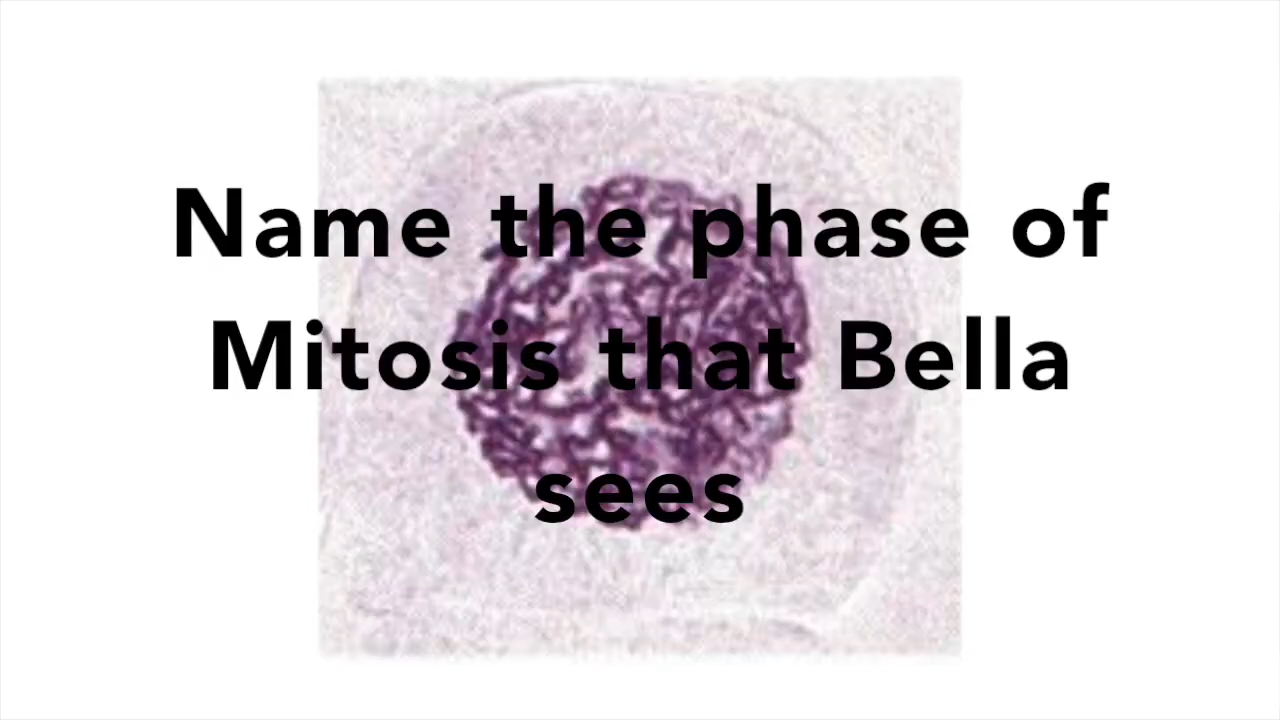 Name the phase of
Mitosis that Bella
sees